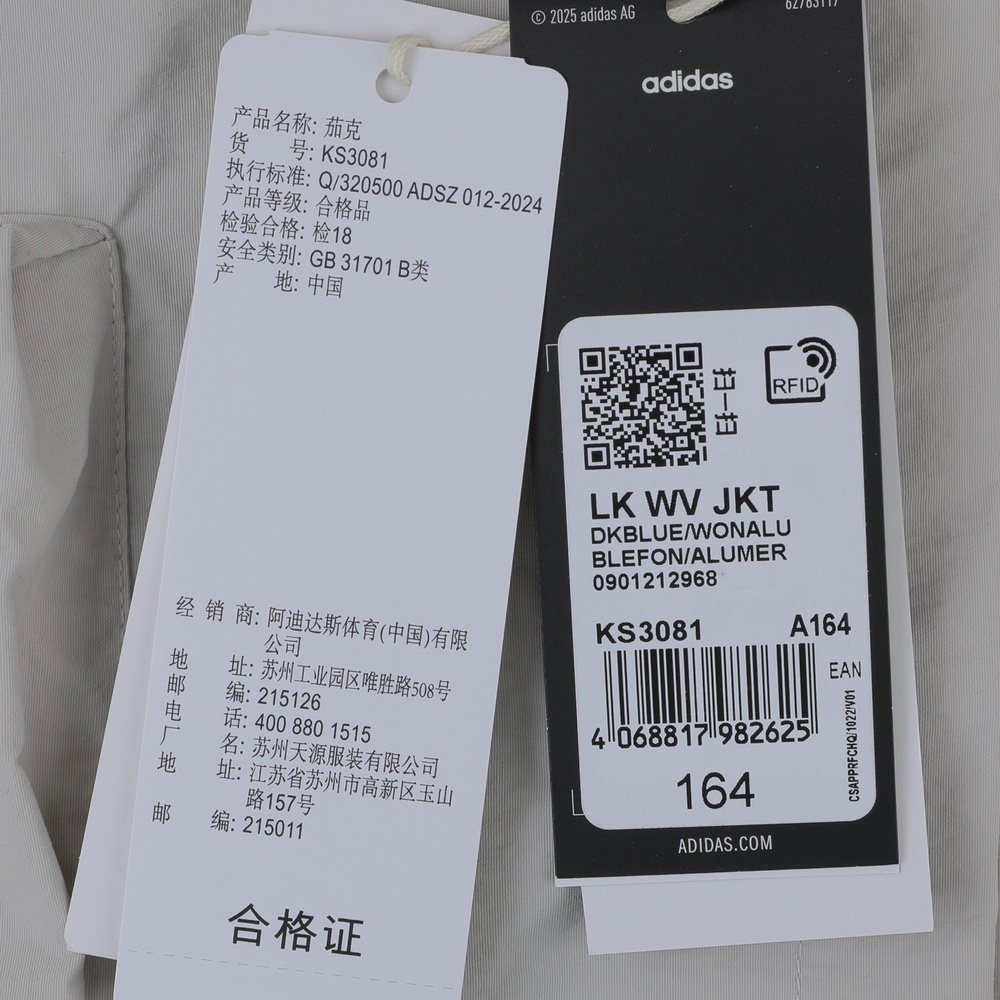 产品名称: 茄克
货 号: KS3081
执行标准: Q/320500 ADSZ 012-2024
产品等级: 合格品
检验合格: 检18
安全类别: GB 31701 B类
产 地: 中国
经 销 商: 阿迪达斯体育(中国)有限
公司
地 址: 苏州工业园区唯胜路508号
邮 编: 215126
电 话: 400 880 1515
厂 名: 苏州天源服装有限公司
地 址: 江苏省苏州市高新区玉山
路157号
邮 编: 215011
合格证
© 2025 adidas AG
62783117
adidas
扫一扫
RFID
LK WV JKT
DKBLUE/WONALU
BLEFON/ALUMER
0901212968
KS3081 A164
EAN
4 068817 982625
CSAPPRFCHQ/1022/V01
164
ADIDAS.COM